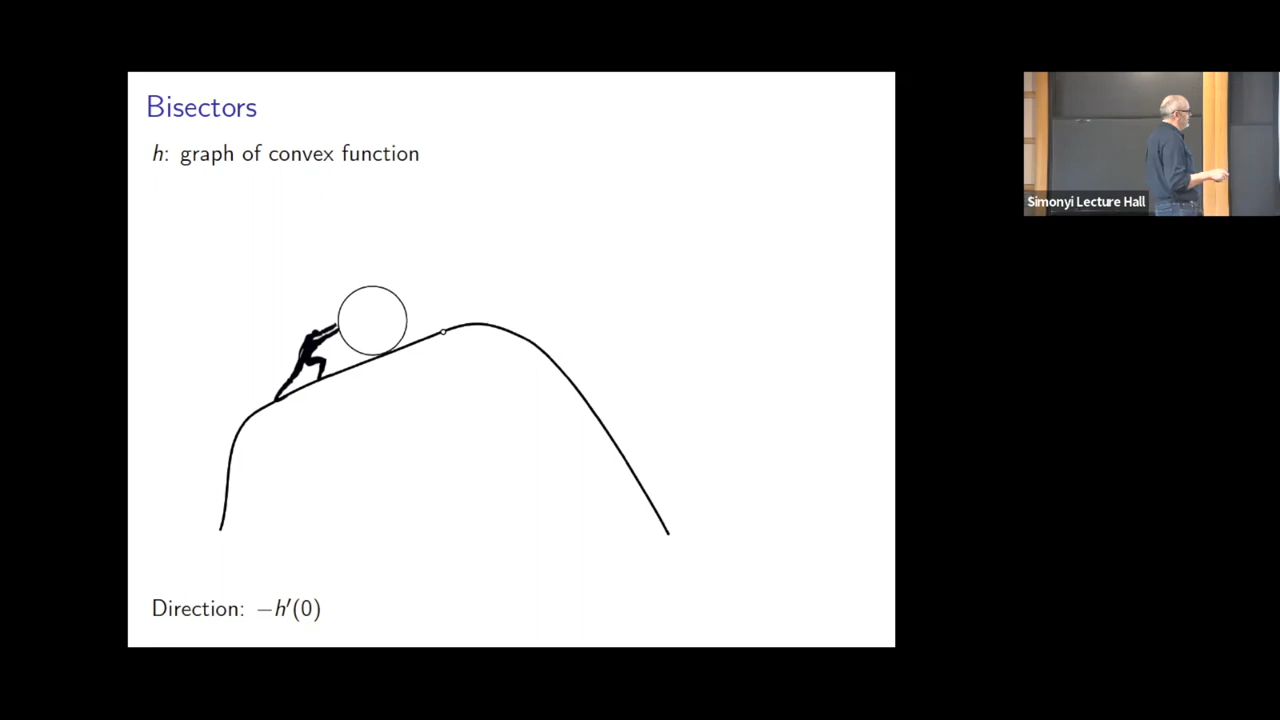 Bisectors
h: graph of convex function
Simonyi Lecture Hall
Direction: −h′(0)